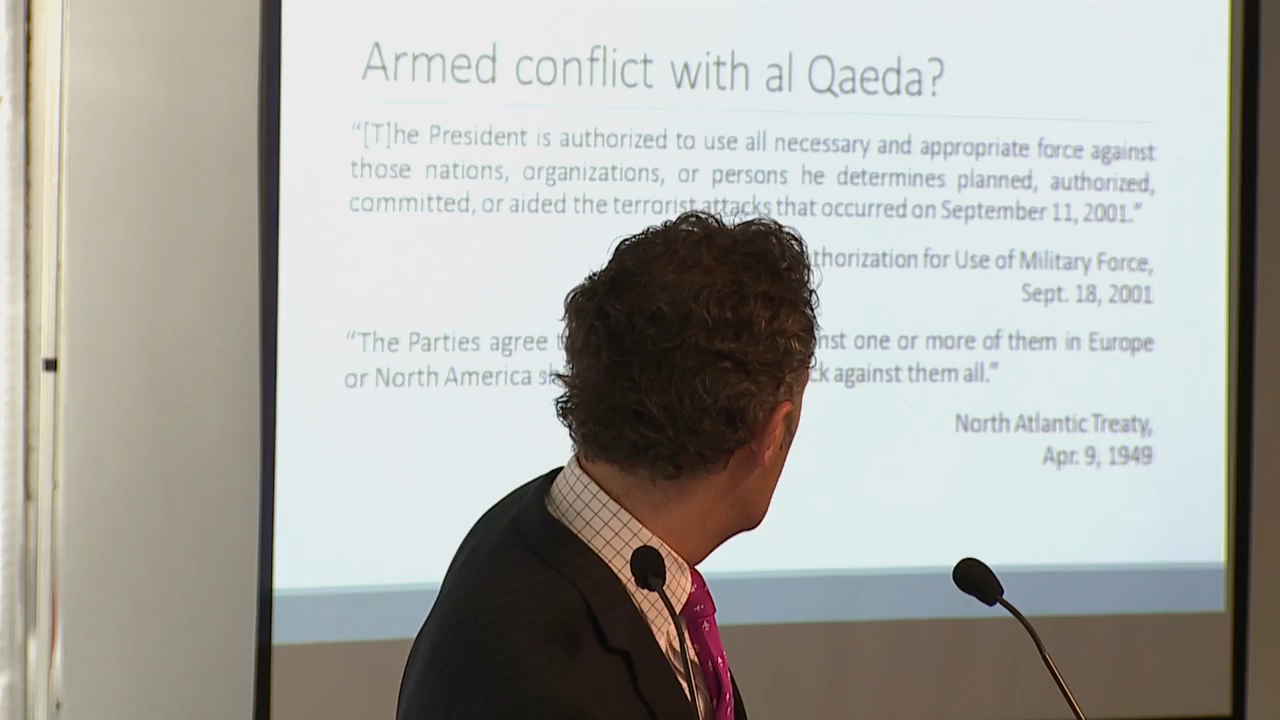 Armed conflict with al Qaeda?
“[T]he President is authorized to use all necessary and appropriate force against
those nations, organizations, or persons he determines planned, authorized,
committed, or aided the terrorist attacks that occurred on September 11, 2001.”
for Use of Military Force,
Sept. 18, 2001
“The Parties agree one or more of them in Europe
or North America against them all.”
North Atlantic Treaty,
Apr. 9, 1949